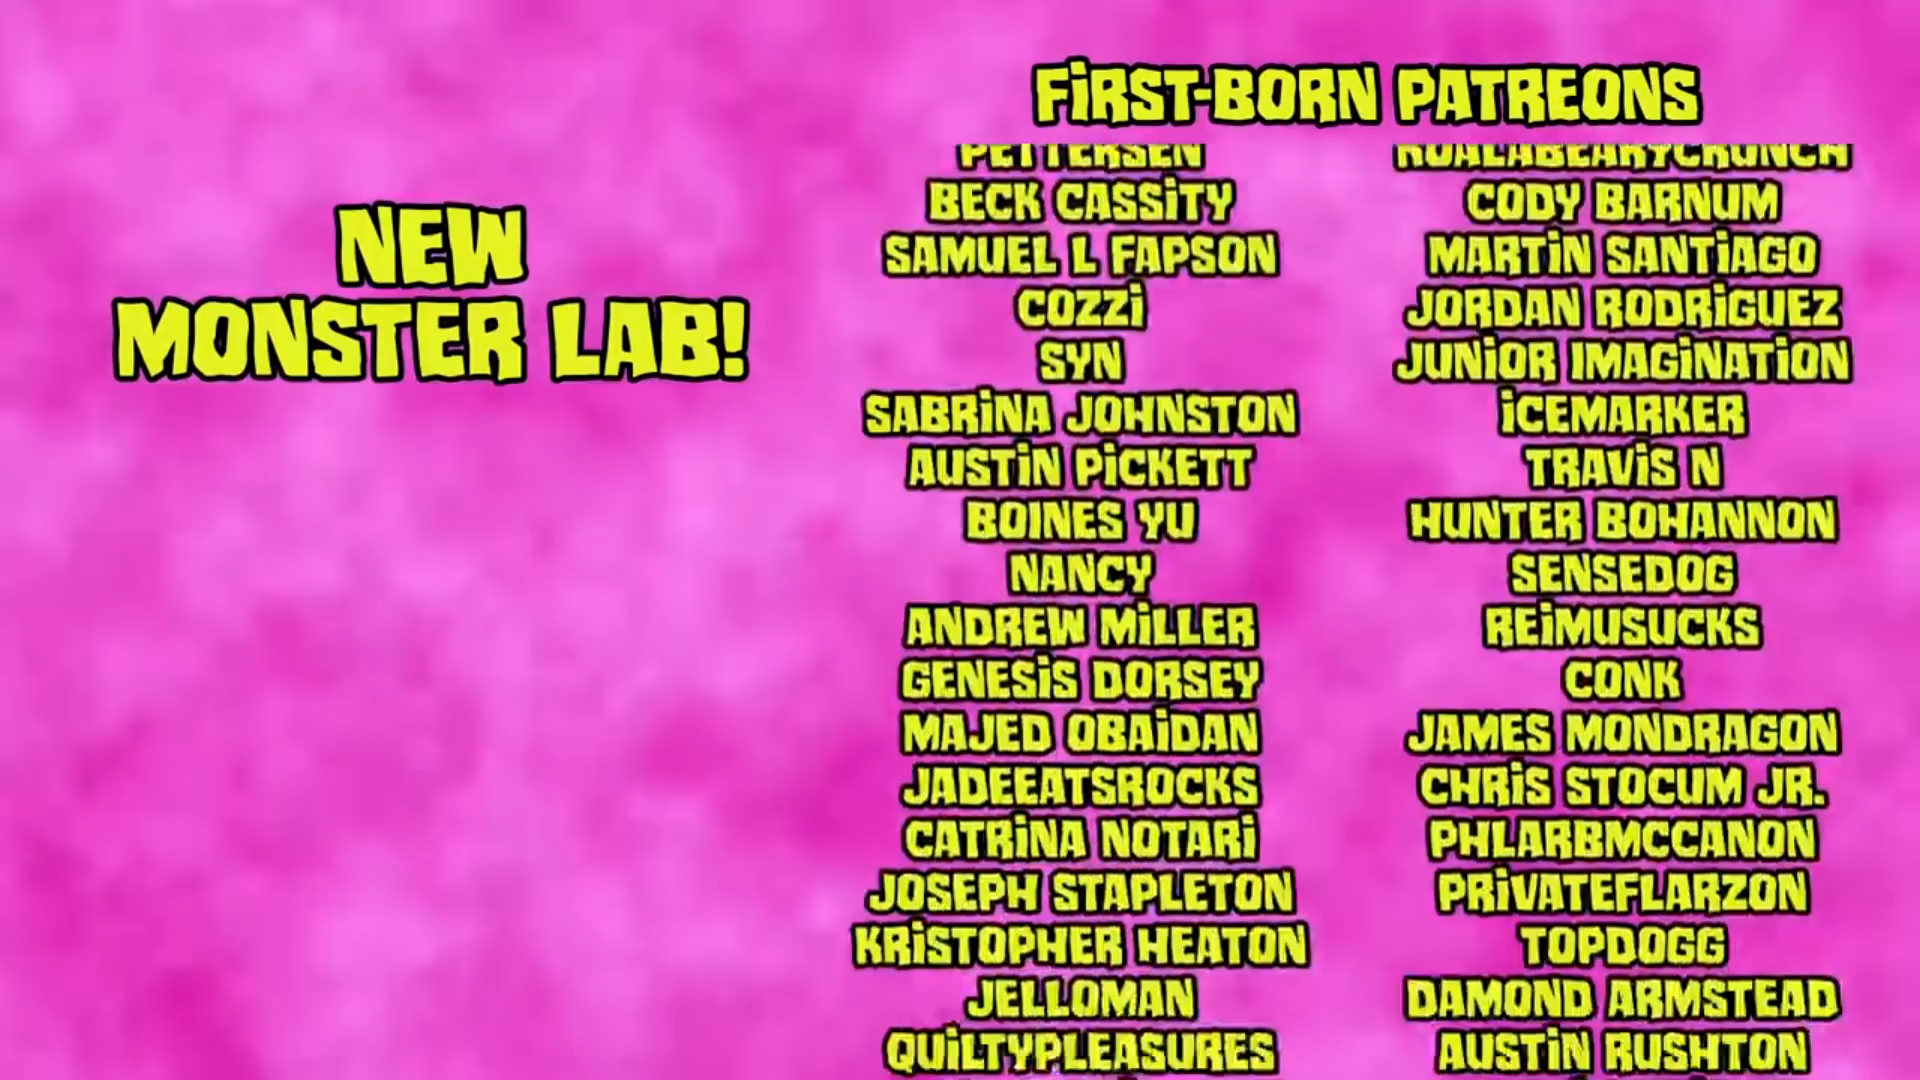 NEW
MONSTER LAB!
FiRST-BORN PATREONS
PETTERSEN
BECK CASSiTY
SAMUEL L FAPSON
COZZi
SYN
SABRiNA JOHNSTON
AUSTiN PiCKETT
BOINES YU
NANCY
ANDREW MiLLER
GENESiS DORSEY
MAJED OBAiDAN
JADEEATSROCKS
CATRiNA NOTARi
JOSEPH STAPLETON
KRiSTOPHER HEATON
JELLOMAN
QUiLTYPLEASURES
KOALABEARYCRUNCH
CODY BARNUM
MARTiN SANTiAGO
JORDAN RODRiGUEZ
JUNiOR IMAGiNATiON
iCEMARKER
TRAViS N
HUNTER BOHANNON
SENSEDOG
REiMUSUCKS
CONK
JAMES MONDRAGON
CHRiS STOCUM JR.
PHLARBMCCANON
PRiVATEFLARZON
TOPDOGG
DAMOND ARMSTEAD
AUSTiN RUSHTON